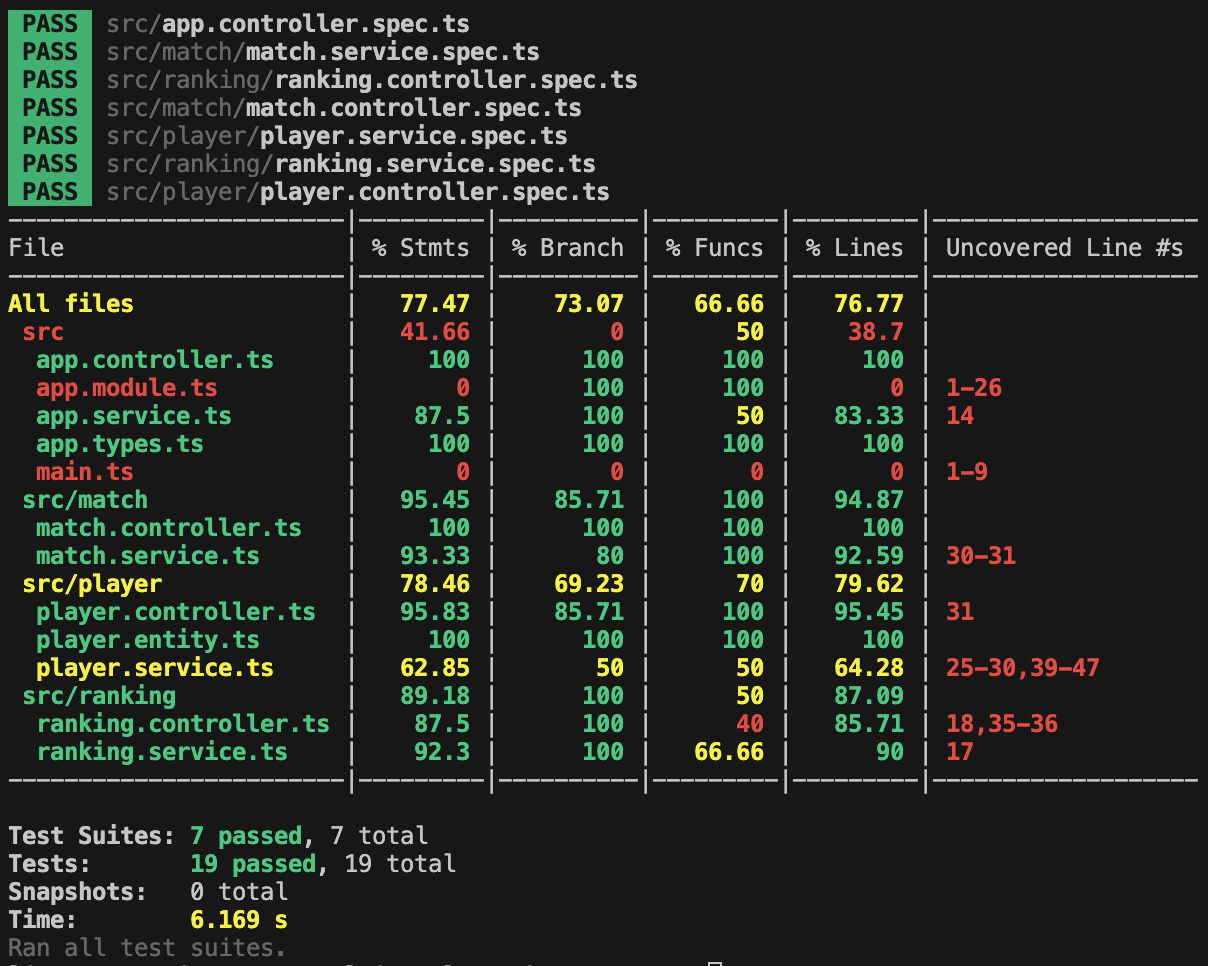 PASS src/app.controller.spec.ts
PASS src/match/match.service.spec.ts
PASS src/ranking/ranking.controller.spec.ts
PASS src/match/match.controller.spec.ts
PASS src/player/player.service.spec.ts
PASS src/ranking/ranking.service.spec.ts
PASS src/player/player.controller.spec.ts
File | % Stmts | % Branch | % Funcs | % Lines | Uncovered Line #s
All files | 77.47 | 73.07 | 66.66 | 76.77 |
src | 41.66 | 0 | 50 | 38.7 |
app.controller.ts | 100 | 100 | 100 | 100 |
app.module.ts | 0 | 100 | 100 | 0 | 1-26
app.service.ts | 87.5 | 100 | 50 | 83.33 | 14
app.types.ts | 100 | 100 | 100 | 100 |
main.ts | 0 | 0 | 0 | 0 | 1-9
src/match | 95.45 | 85.71 | 100 | 94.87 |
match.controller.ts | 100 | 100 | 100 | 100 |
match.service.ts | 93.33 | 80 | 100 | 92.59 | 30-31
src/player | 78.46 | 69.23 | 70 | 79.62 |
player.controller.ts | 95.83 | 85.71 | 100 | 95.45 | 31
player.entity.ts | 100 | 100 | 100 | 100 |
player.service.ts | 62.85 | 50 | 50 | 64.28 | 25-30,39-47
src/ranking | 89.18 | 100 | 50 | 87.09 |
ranking.controller.ts | 87.5 | 100 | 40 | 85.71 | 18,35-36
ranking.service.ts | 92.3 | 100 | 66.66 | 90 | 17
Test Suites: 7 passed, 7 total
Tests: 19 passed, 19 total
Snapshots: 0 total
Time: 6.169 s
Ran all test suites.